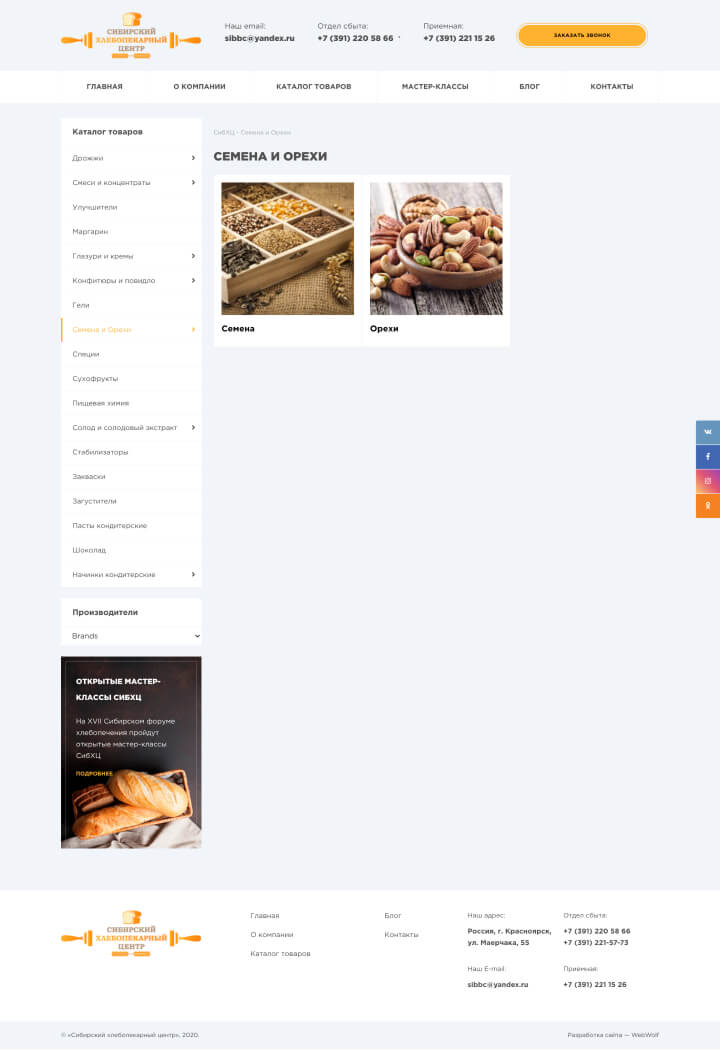 СИБИРСКИЙ
ХЛЕБОПЕКАРНЫЙ
ЦЕНТР
Наш email:
sibbc@yandex.ru
Отдел сбыта:
+7 (391) 220 58 66
Приемная:
+7 (391) 221 15 26
ЗАКАЗАТЬ ЗВОНОК
ГЛАВНАЯ
О КОМПАНИИ
КАТАЛОГ ТОВАРОВ
МАСТЕР-КЛАССЫ
БЛОГ
КОНТАКТЫ
Каталог товаров
Дрожжи
Смеси и концентраты
Улучшители
Маргарин
Глазури и кремы
Конфитюры и повидло
Гели
Семена и Орехи
Специи
Сухофрукты
Пищевая химия
Солод и солодовый экстракт
Стабилизаторы
Закваски
Загустители
Пасты кондитерские
Шоколад
Начинки кондитерские
Производители
Brands
ОТКРЫТЫЕ МАСТЕР-
КЛАССЫ СИБХЦ
На XVII Сибирском форуме
хлебопечения пройдут
открытые мастер-классы
СибХЦ
ПОДРОБНЕЕ
СибХЦ - Семена и Орехи
СЕМЕНА И ОРЕХИ
Семена
Орехи
СИБИРСКИЙ
ХЛЕБОПЕКАРНЫЙ
ЦЕНТР
Главная
О компании
Каталог товаров
Блог
Контакты
Наш адрес:
Россия, г. Красноярск,
ул. Маерчака, 55
Наш E-mail:
sibbc@yandex.ru
Отдел сбыта:
+7 (391) 220 58 66
+7 (391) 221-57-73
Приемная:
+7 (391) 221 15 26
© «Сибирский хлебопекарный центр», 2020.
Разработка сайта — WebWolf